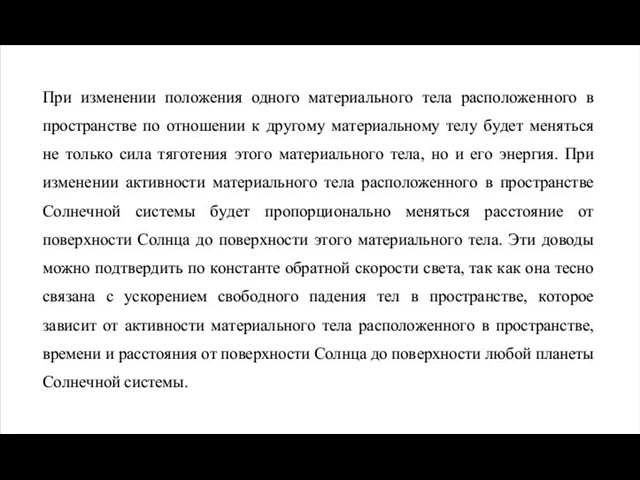 При изменении положения одного материального тела расположенного в
пространстве по отношении к другому материальному телу будет меняться
не только сила тяготения этого материального тела, но и его энергия. При
изменении активности материального тела расположенного в пространстве
Солнечной системы будет пропорционально меняться расстояние от
поверхности Солнца до поверхности этого материального тела. Эти доводы
можно подтвердить по константе обратной скорости света, так как она тесно
связана с ускорением свободного падения тел в пространстве, которое
зависит от активности материального тела расположенного в пространстве,
времени и расстояния от поверхности Солнца до поверхности любой планеты
Солнечной системы.